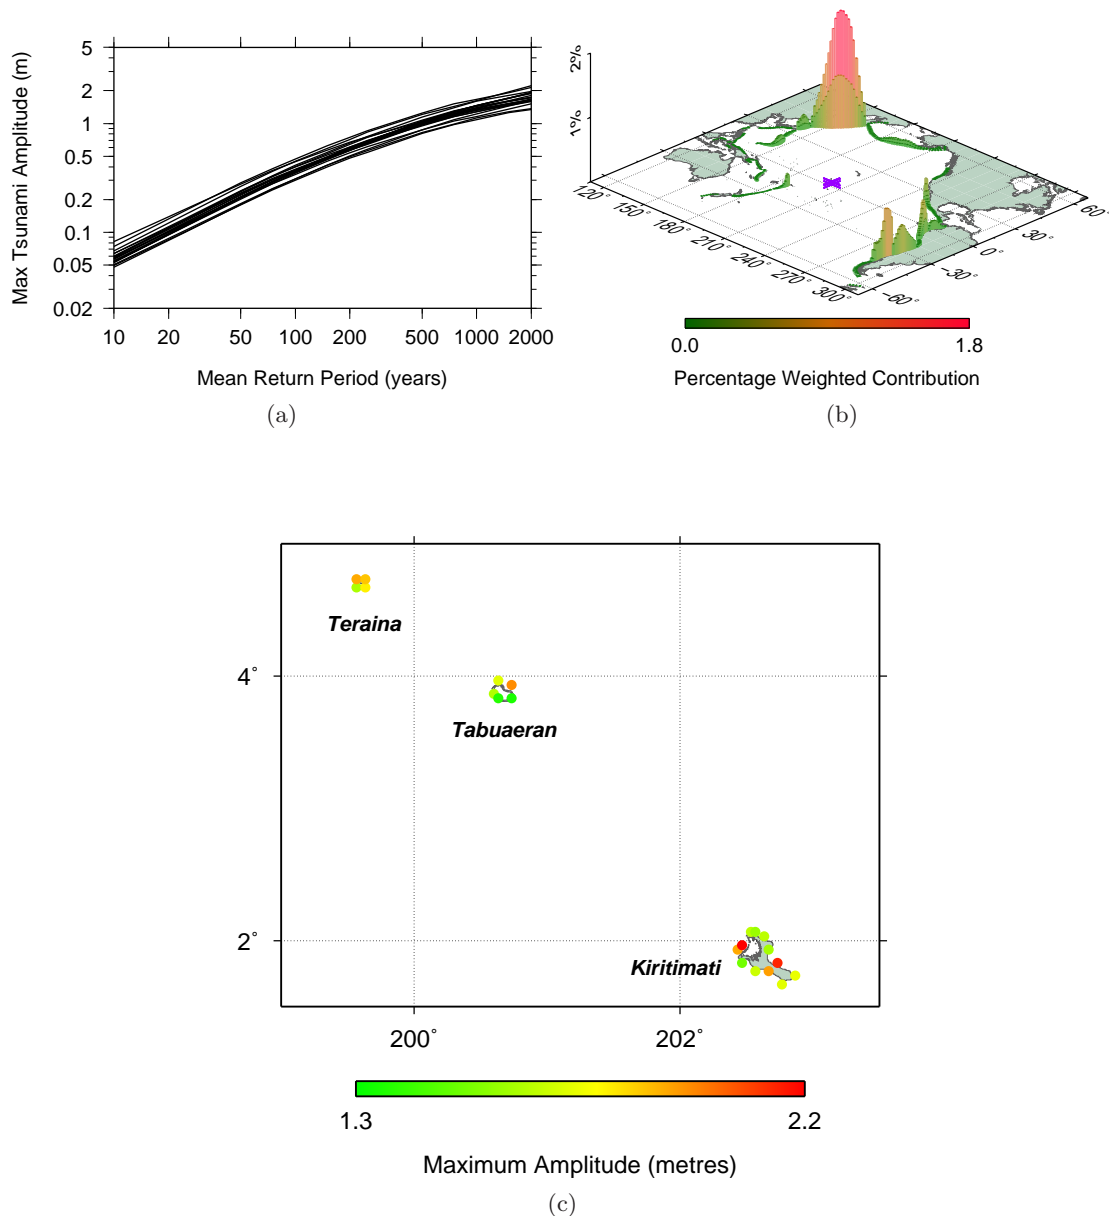 Max Tsunami Amplitude (m)
5
2
1
0.5
0.2
0.1
0.05
0.02
10 20 50 100 200 500 1000 2000
Mean Return Period (years)
(a)
2%
1%
120° 150° 180° 210° 240° 270° 300°
−60° −30° 0° 30° 60°
0.0 1.8
Percentage Weighted Contribution
(b)
Teraina
4°
Tabuaeran
2°
Kiritimati
200° 202°
1.3 2.2
Maximum Amplitude (metres)
(c)